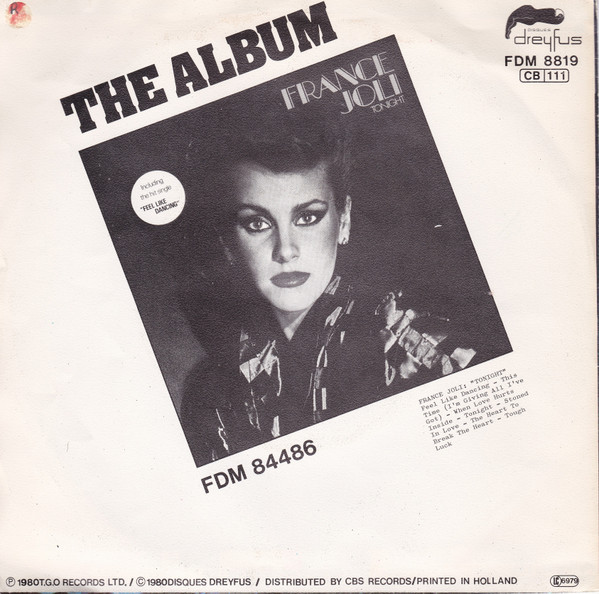 DISQUES
dreyfus
FDM 8819
CB 111
THE ALBUM
FRANCE
JOLI
TONIGHT
Including
the hit single
"FEEL LIKE
DANCING"
FRANCE JOLI: "TONIGHT"
Feel Like Dancing - This
Time (I'm Giving All I've
Got) - When Love Hurts
Inside - Tonight - Stoned
In Love - The Heart To
Break The Heart - Tough
Luck
FDM 84486
Ⓟ 1980T.G.O RECORDS LTD. / © 1980DISQUES DREYFUS / DISTRIBUTED BY CBS RECORDS/PRINTED IN HOLLAND
6979